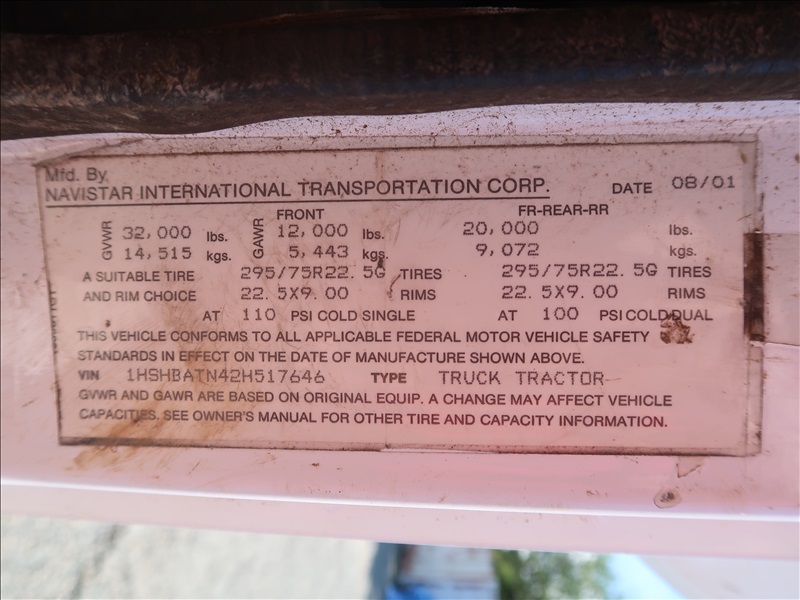 Mfd. By
NAVISTAR INTERNATIONAL TRANSPORTATION CORP. DATE 08/01
FRONT FR-REAR-RR
GVWR 32,000 lbs. GAWR 12,000 lbs. 20,000 lbs.
14,515 kgs. 5,443 kgs. 9,072 kgs.
A SUITABLE TIRE 295/75R22.5G TIRES 295/75R22.5G TIRES
AND RIM CHOICE 22.5X9.00 RIMS 22.5X9.00 RIMS
AT 110 PSI COLD SINGLE AT 100 PSI COLD DUAL
THIS VEHICLE CONFORMS TO ALL APPLICABLE FEDERAL MOTOR VEHICLE SAFETY
STANDARDS IN EFFECT ON THE DATE OF MANUFACTURE SHOWN ABOVE.
VIN 1HSHBATN42H517646 TYPE TRUCK TRACTOR
GVWR AND GAWR ARE BASED ON ORIGINAL EQUIP. A CHANGE MAY AFFECT VEHICLE
CAPACITIES. SEE OWNER'S MANUAL FOR OTHER TIRE AND CAPACITY INFORMATION.